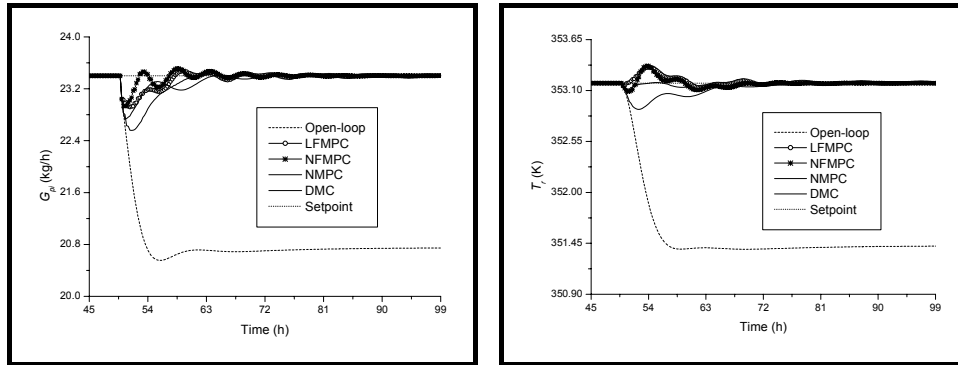 24.0
23.2
22.4
21.6
20.8
20.0
G_pi (kg/h)
Open-loop
LFMPC
NFMPC
NMPC
DMC
Setpoint
45 54 63 72 82 90 99
Time (h)
353.65
353.10
352.55
352.00
351.45
350.90
T_r (K)
Open-loop
LFMPC
NFMPC
NMPC
DMC
Setpoint
45 54 63 72 81 90 99
Time (h)